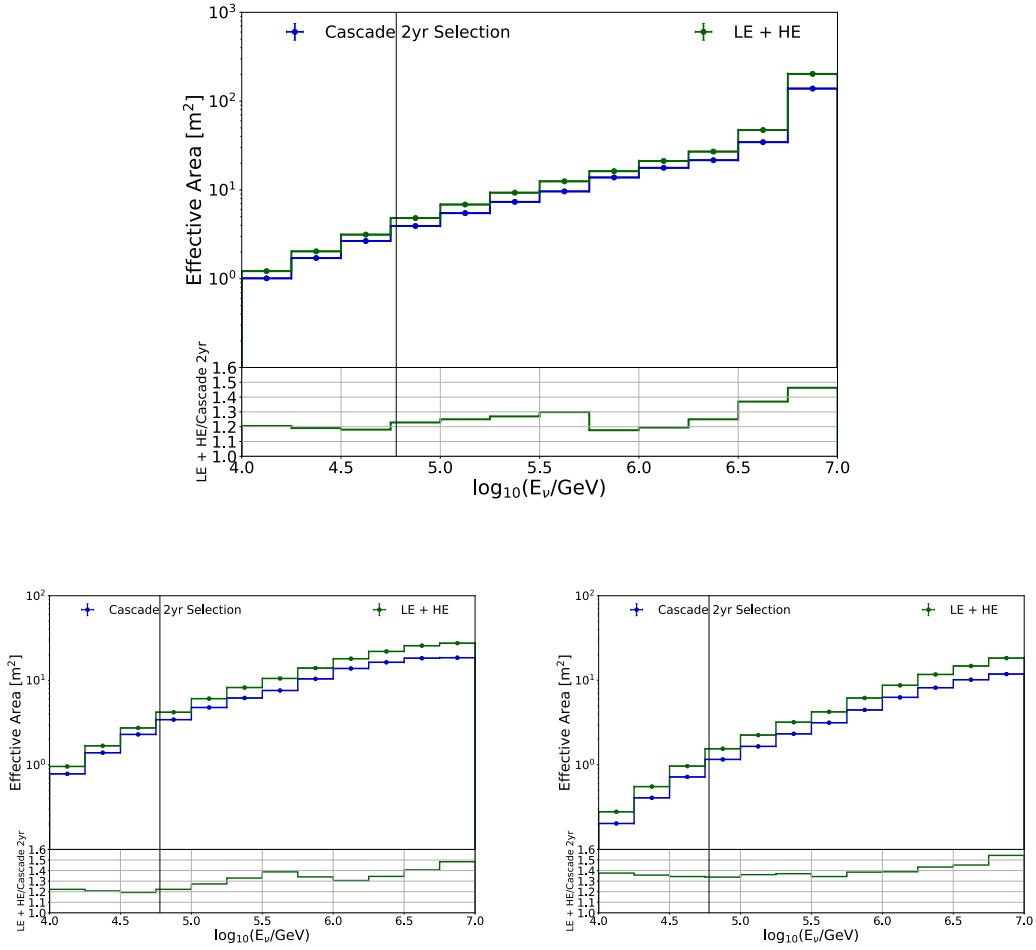 Cascade 2yr Selection
LE + HE
Effective Area [m²]
10³
10²
10¹
10⁰
LE + HE/Cascade 2yr
1.6
1.5
1.4
1.3
1.2
1.1
1.0
4.0 4.5 5.0 5.5 6.0 6.5 7.0
log₁₀(Eᵥ/GeV)
Cascade 2yr Selection
LE + HE
Effective Area [m²]
10²
10¹
10⁰
LE + HE/Cascade 2yr
1.6
1.5
1.4
1.3
1.2
1.1
1.0
4.0 4.5 5.0 5.5 6.0 6.5 7.0
log₁₀(Eᵥ/GeV)
Cascade 2yr Selection
LE + HE
Effective Area [m²]
10²
10¹
10⁰
LE + HE/Cascade 2yr
1.6
1.5
1.4
1.3
1.2
1.1
1.0
4.0 4.5 5.0 5.5 6.0 6.5 7.0
log₁₀(Eᵥ/GeV)